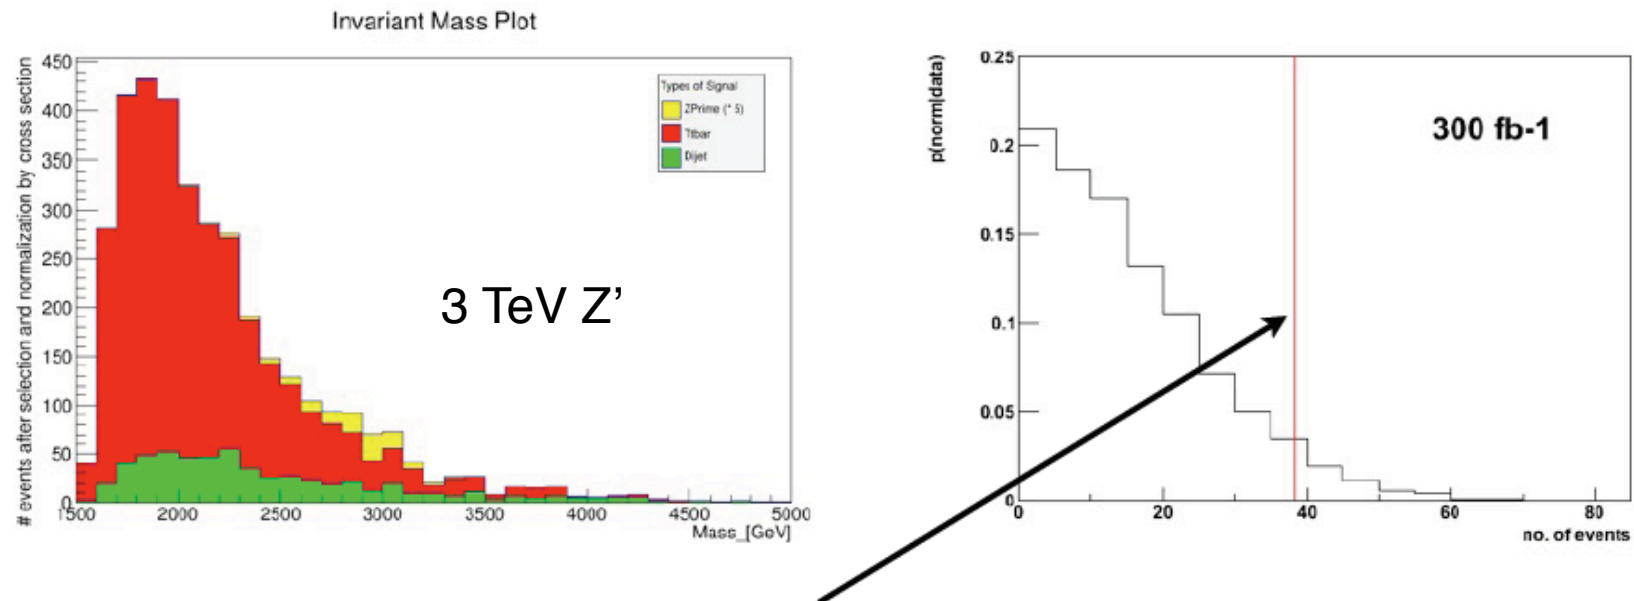 Invariant Mass Plot
# events after selection and normalization by cross section
450
400
350
300
250
200
150
100
50
0
1500 2000 2500 3000 3500 4000 4500 5000
Mass_[GeV]
Types of Signal
ZPrime (* 5)
Ttbar
Dijet
3 TeV Z’
p(norm|data)
0.25
0.2
0.15
0.1
0.05
0
0 20 40 60 80
no. of events
300 fb-1